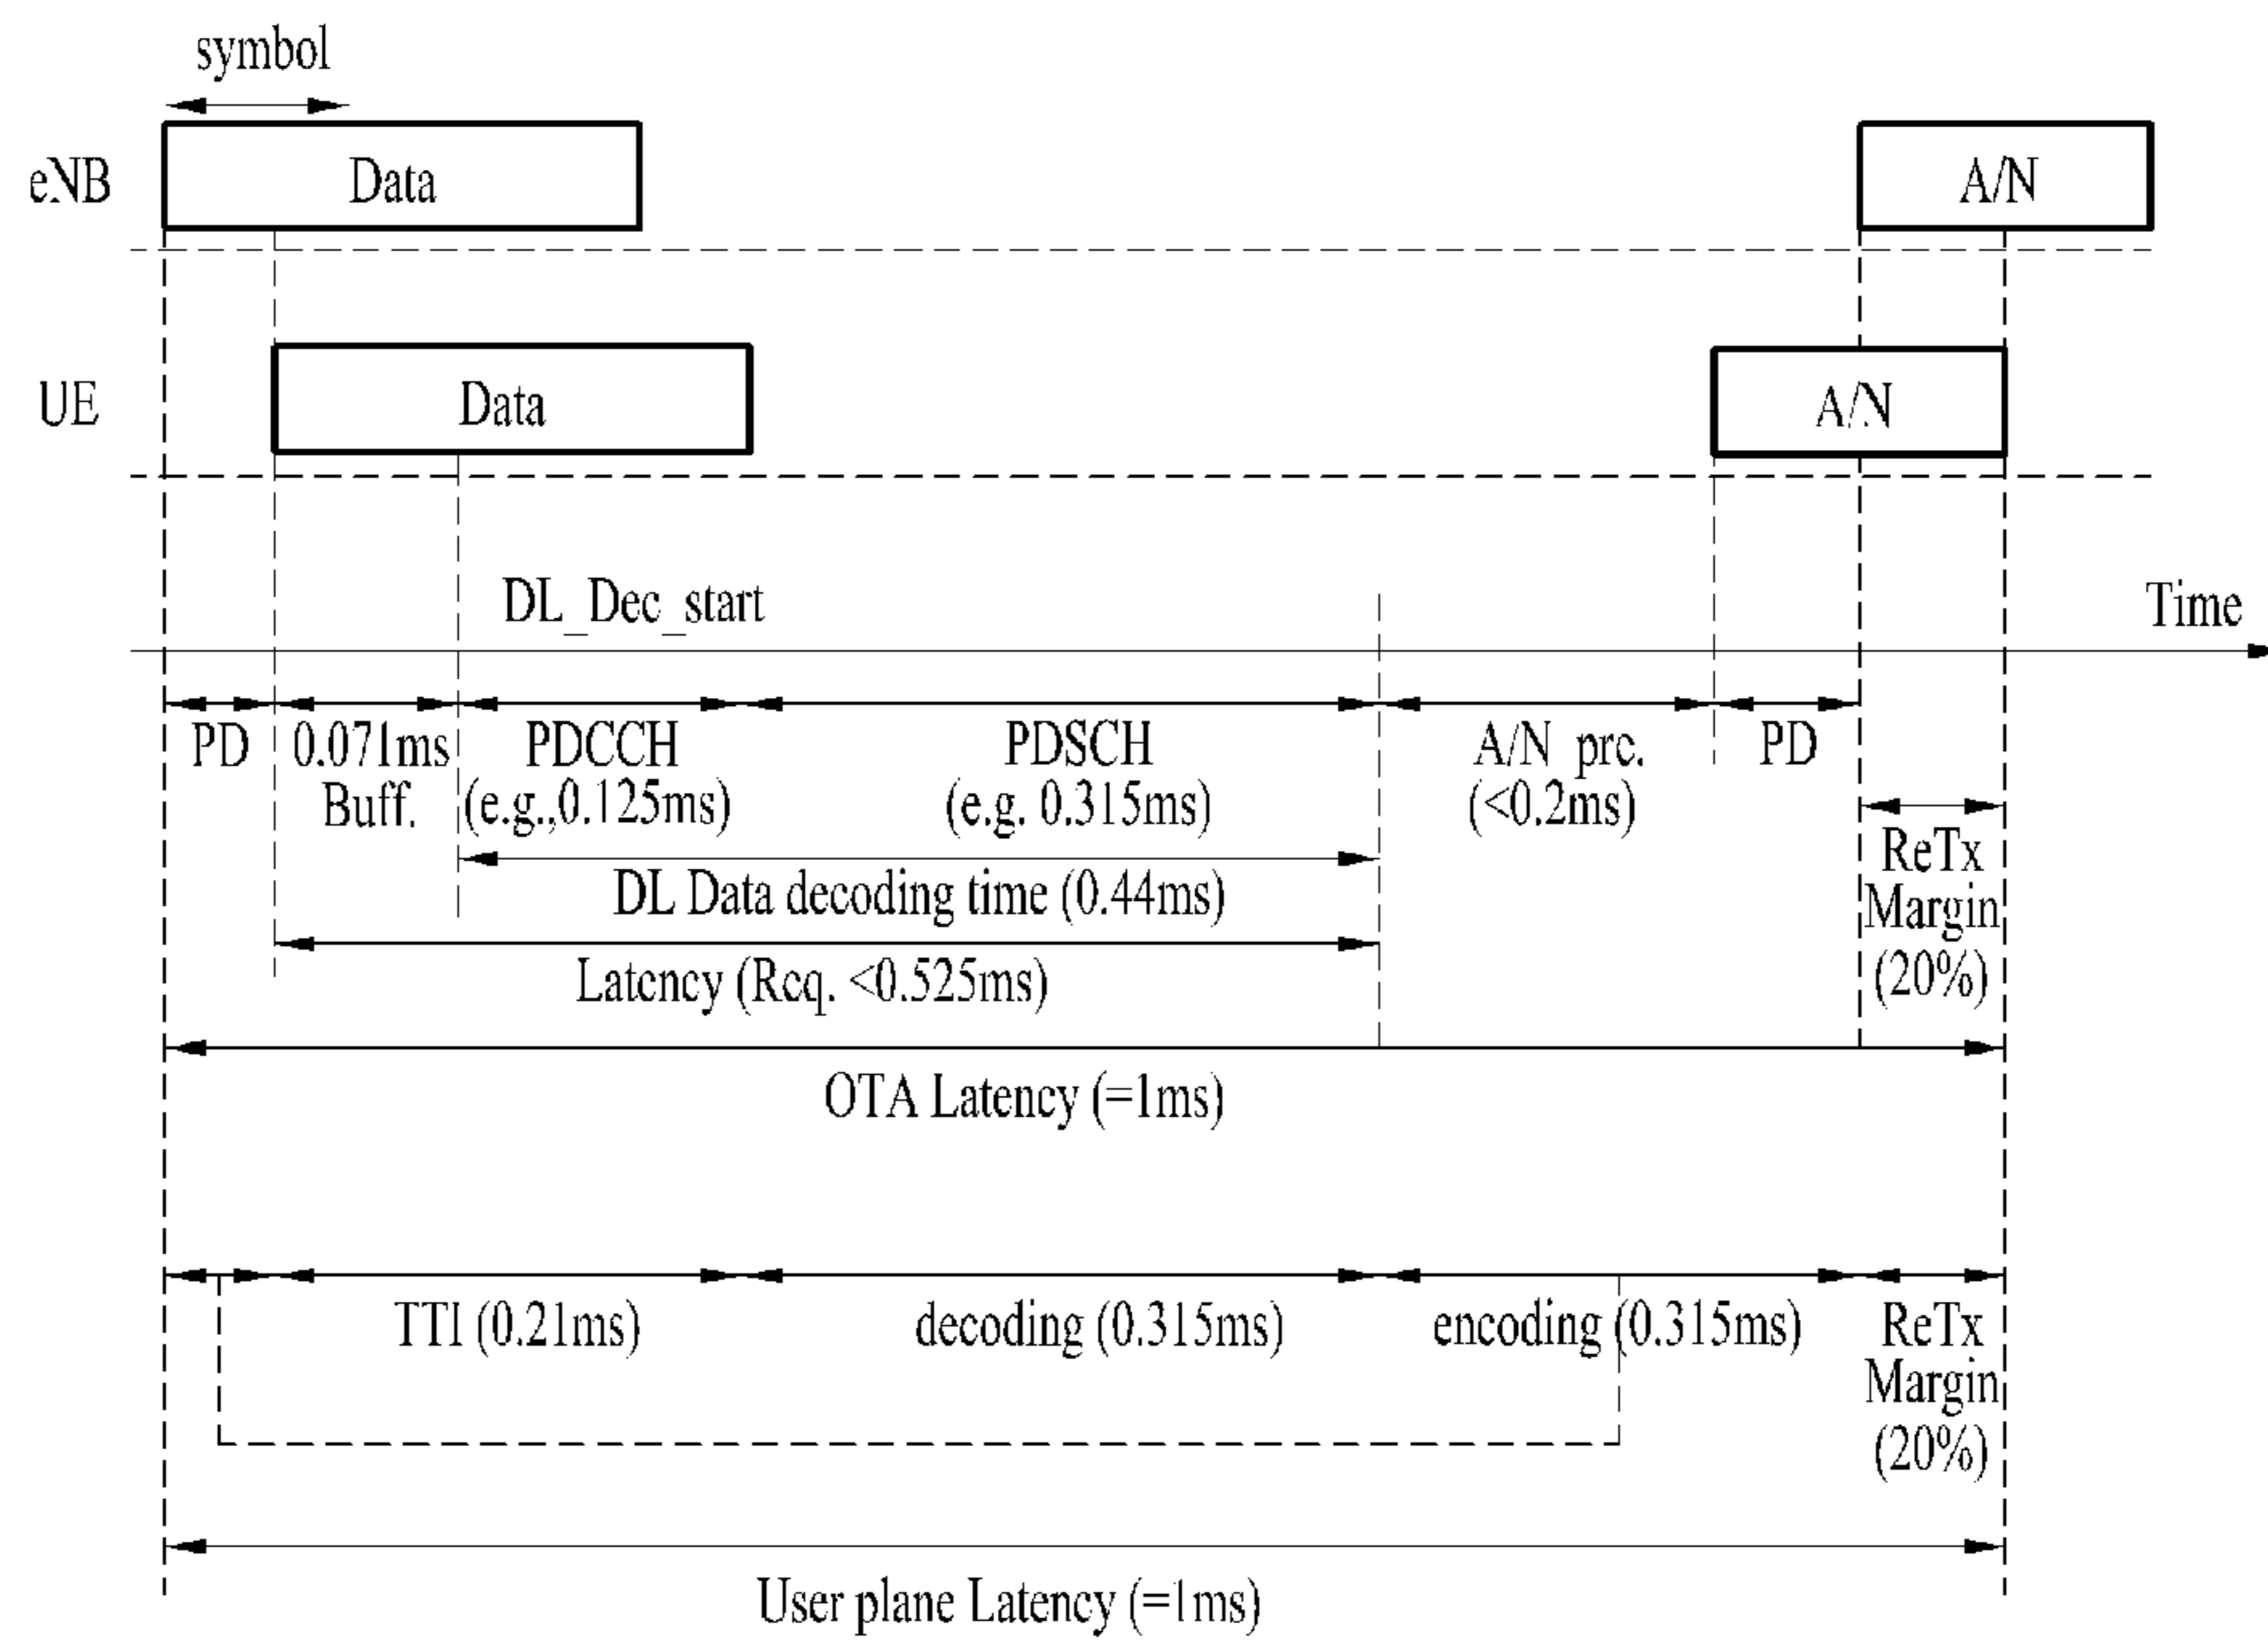 symbol
eNB
Data
A/N
UE
Data
A/N
DL_Dec_start
Time
PD
0.071ms
Buff.
PDCCH
(e.g.,0.125ms)
PDSCH
(e.g. 0.315ms)
A/N prc.
(<0.2ms)
PD
ReTx
Margin
(20%)
DL Data decoding time (0.44ms)
Latency (Req. <0.525ms)
OTA Latency (=1ms)
TTI (0.21ms)
decoding (0.315ms)
encoding (0.315ms)
ReTx
Margin
(20%)
User plane Latency (=1ms)